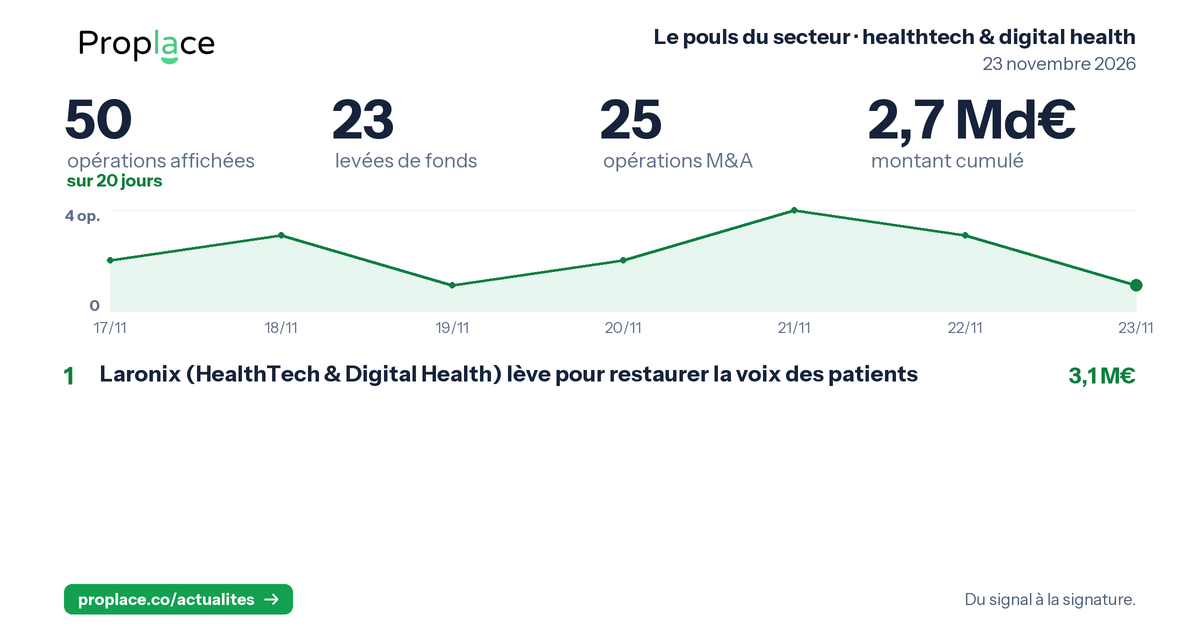 Proplace
Le pouls du secteur · healthtech & digital health
23 novembre 2026
50
opérations affichées
sur 20 jours
23
levées de fonds
25
opérations M&A
2,7 Md€
montant cumulé
4 op.
0
17/11
18/11
19/11
20/11
21/11
22/11
23/11
1 Laronix (HealthTech & Digital Health) lève pour restaurer la voix des patients 3,1 M€
proplace.co/actualites →
Du signal à la signature.